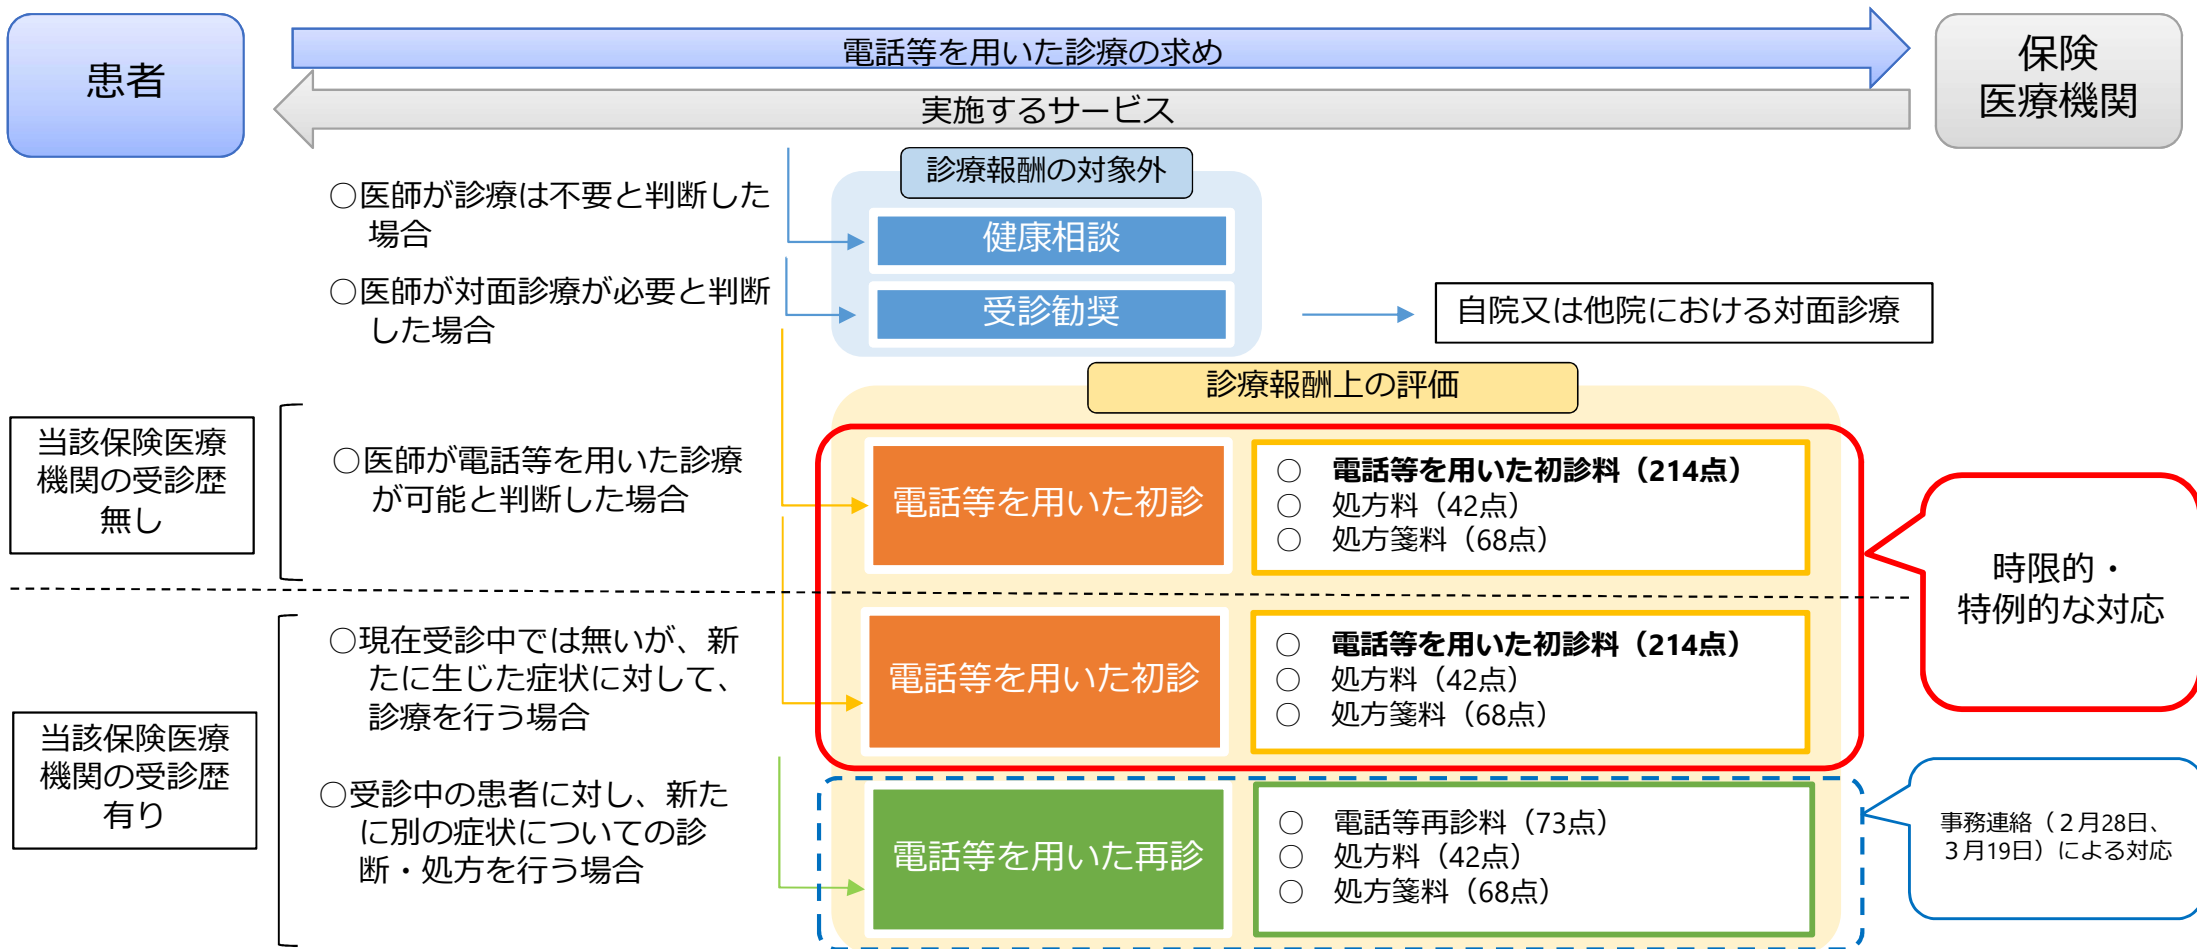 患者
電話等を用いた診療の求め
実施するサービス
保険
医療機関
診療報酬の対象外
○医師が診療は不要と判断した
場合
健康相談
○医師が対面診療が必要と判断
した場合
受診勧奨
自院又は他院における対面診療
診療報酬上の評価
当該保険医療
機関の受診歴
無し
○医師が電話等を用いた診療
が可能と判断した場合
電話等を用いた初診
○ 電話等を用いた初診料（214点）
○ 処方料（42点）
○ 処方箋料（68点）
時限的・
特例的な対応
当該保険医療
機関の受診歴
有り
○現在受診中では無いが、新
たに生じた症状に対して、
診療を行う場合
電話等を用いた初診
○ 電話等を用いた初診料（214点）
○ 処方料（42点）
○ 処方箋料（68点）
○受診中の患者に対し、新た
に別の症状についての診
断・処方を行う場合
電話等を用いた再診
○ 電話等再診料（73点）
○ 処方料（42点）
○ 処方箋料（68点）
事務連絡（２月28日、
３月19日）による対応